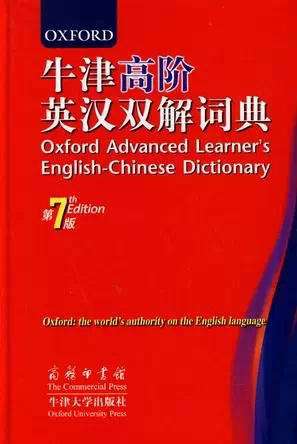 OXFORD
牛津高阶
英汉双解词典
Oxford Advanced Learner's
English-Chinese Dictionary
第7th Edition版
Oxford: the world's authority on the English language
商務印書館
The Commercial Press
牛津大学出版社
Oxford University Press